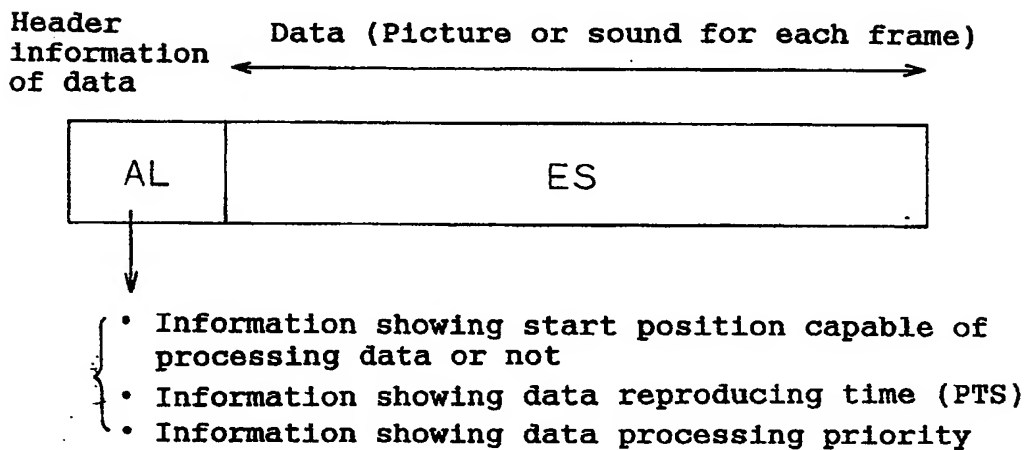 Header
information
of data
Data (Picture or sound for each frame)
AL
ES
• Information showing start position capable of
processing data or not
• Information showing data reproducing time (PTS)
• Information showing data processing priority